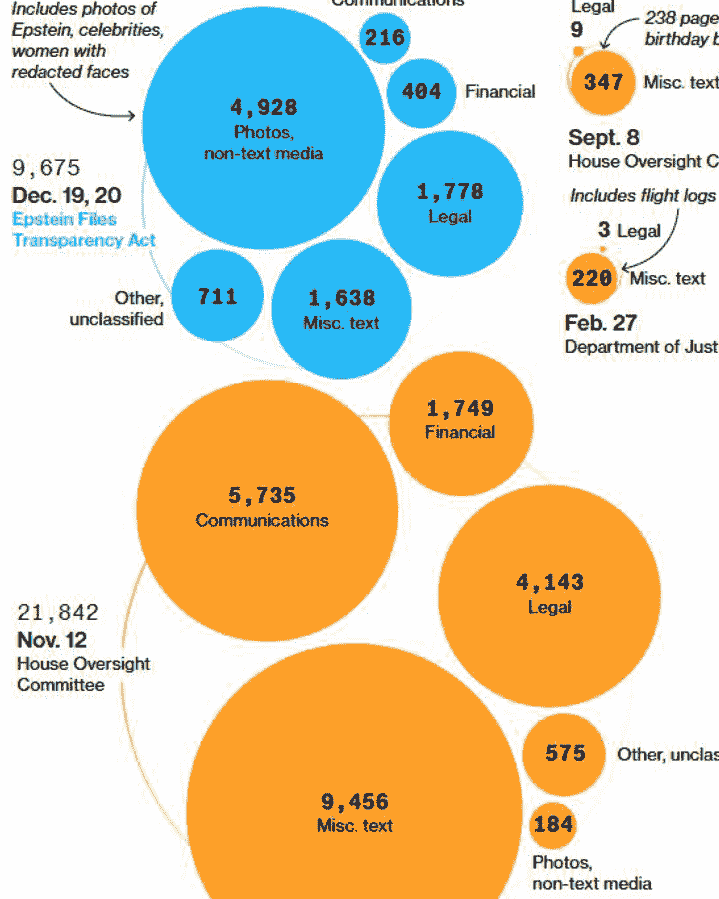 Includes photos of
Epstein, celebrities,
women with
redacted faces
Communications
216
404
Financial
4,928
Photos,
non-text media
1,778
Legal
9,675
Dec. 19, 20
Epstein Files
Transparency Act
711
Other,
unclassified
1,638
Misc. text
Legal
9
238 page
birthday b
347
Misc. text
Sept. 8
House Oversight C
Includes flight logs
3 Legal
220
Misc. text
Feb. 27
Department of Just
1,749
Financial
5,735
Communications
4,143
Legal
21,842
Nov. 12
House Oversight
Committee
9,456
Misc. text
575
Other, unclas
184
Photos,
non-text media